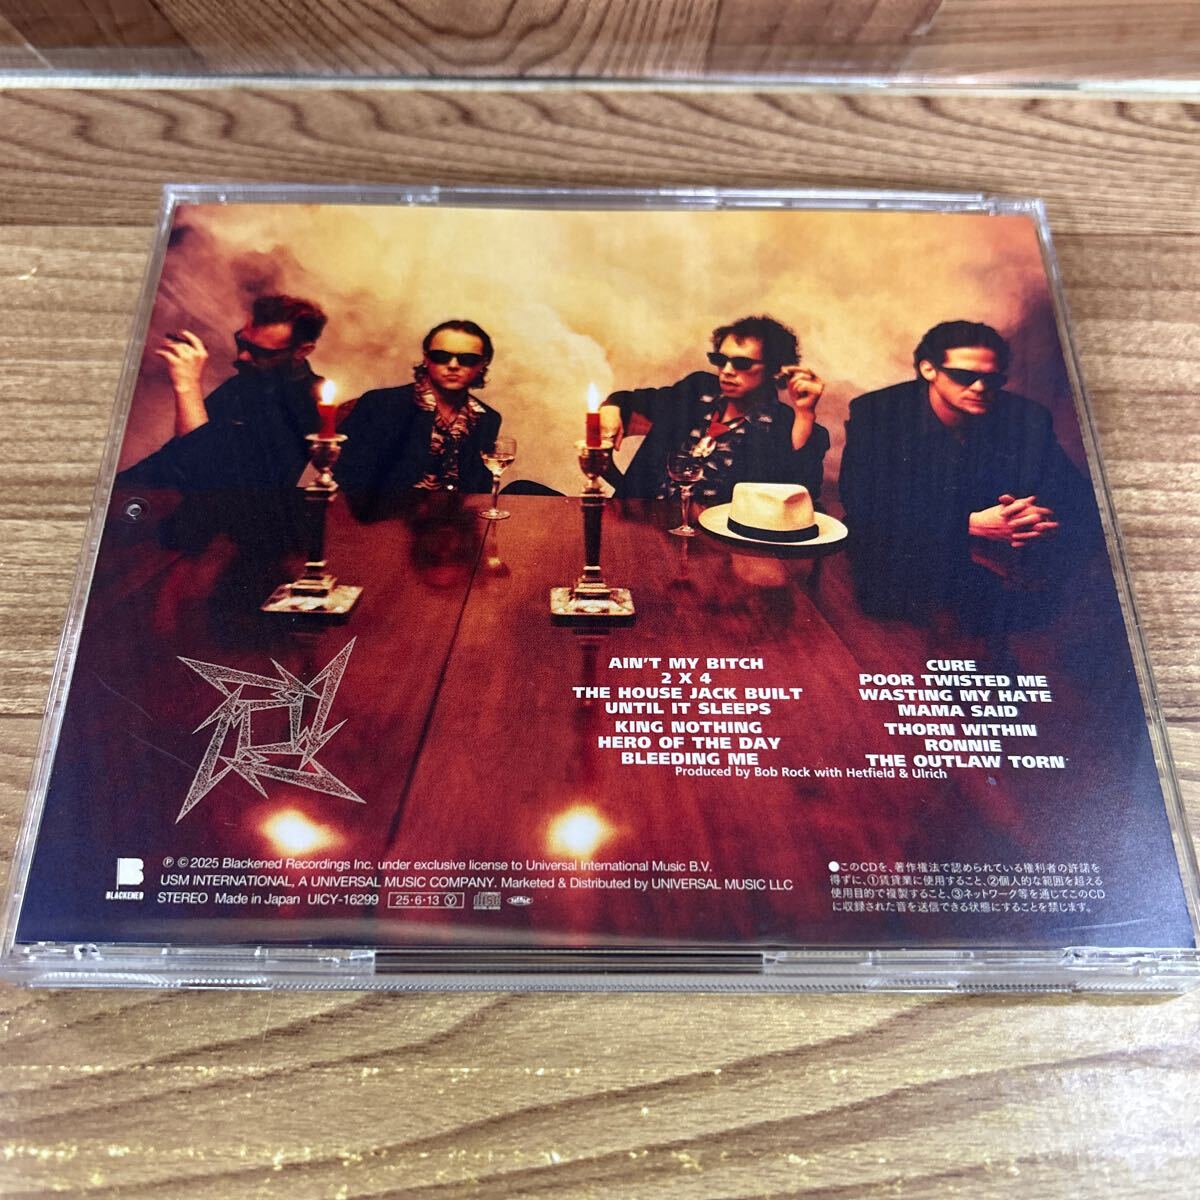 AIN'T MY BITCH
2 X 4
THE HOUSE JACK BUILT
UNTIL IT SLEEPS
KING NOTHING
HERO OF THE DAY
BLEEDING ME
CURE
POOR TWISTED ME
WASTING MY HATE
MAMA SAID
THORN WITHIN
RONNIE
THE OUTLAW TORN
Produced by Bob Rock with Hetfield & Ulrich
B
BLACKENED
Ⓟ © 2025 Blackened Recordings Inc. under exclusive license to Universal International Music B.V.
USM INTERNATIONAL, A UNIVERSAL MUSIC COMPANY. Marketed & Distributed by UNIVERSAL MUSIC LLC
STEREO Made in Japan UICY-16299 25・6・13 Ⓨ
●このCDを、著作権法で認められている権利者の許諾を
得ずに、①賃貸業に使用すること、②個人的な範囲を超える
使用目的で複製すること、③ネットワーク等を通じてこのCD
に収録された音を送信できる状態にすることを禁じます。